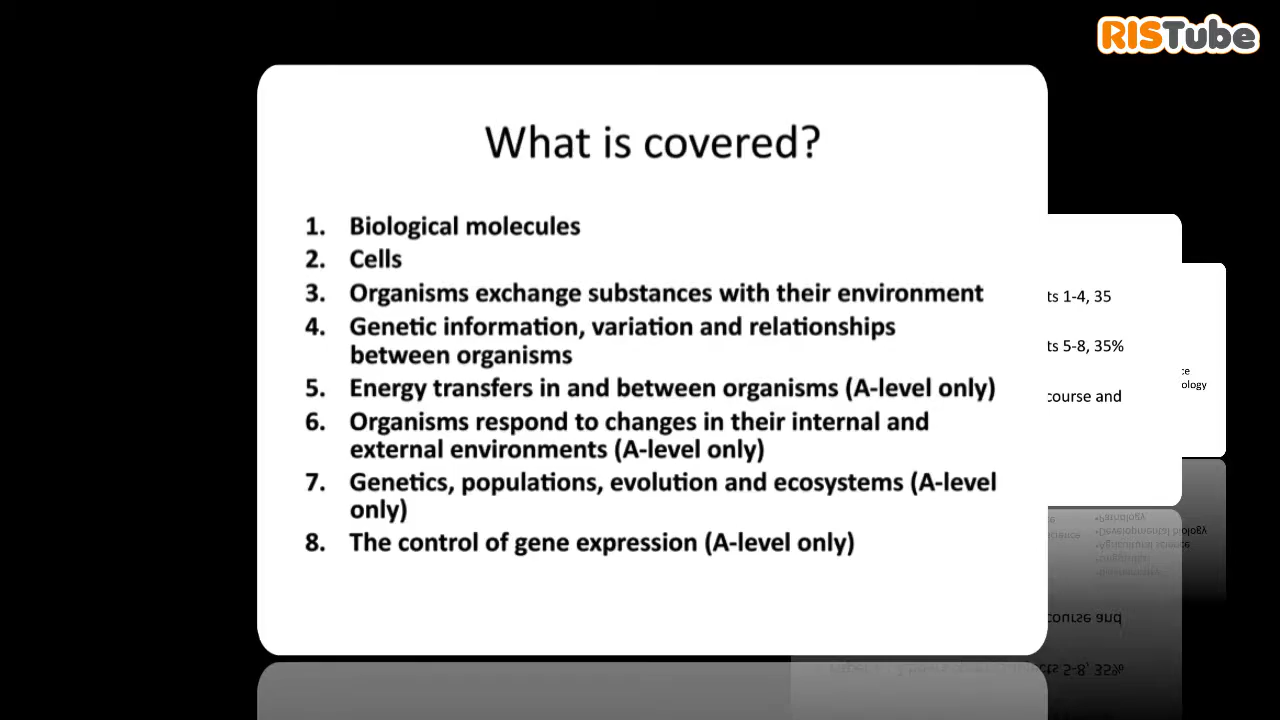 RISTube
What is covered?
1. Biological molecules
2. Cells
3. Organisms exchange substances with their environment
4. Genetic information, variation and relationships
between organisms
5. Energy transfers in and between organisms (A-level only)
6. Organisms respond to changes in their internal and
external environments (A-level only)
7. Genetics, populations, evolution and ecosystems (A-level
only)
8. The control of gene expression (A-level only)
ts 1-4, 35
ts 5-8, 35%
course and
ce
ology